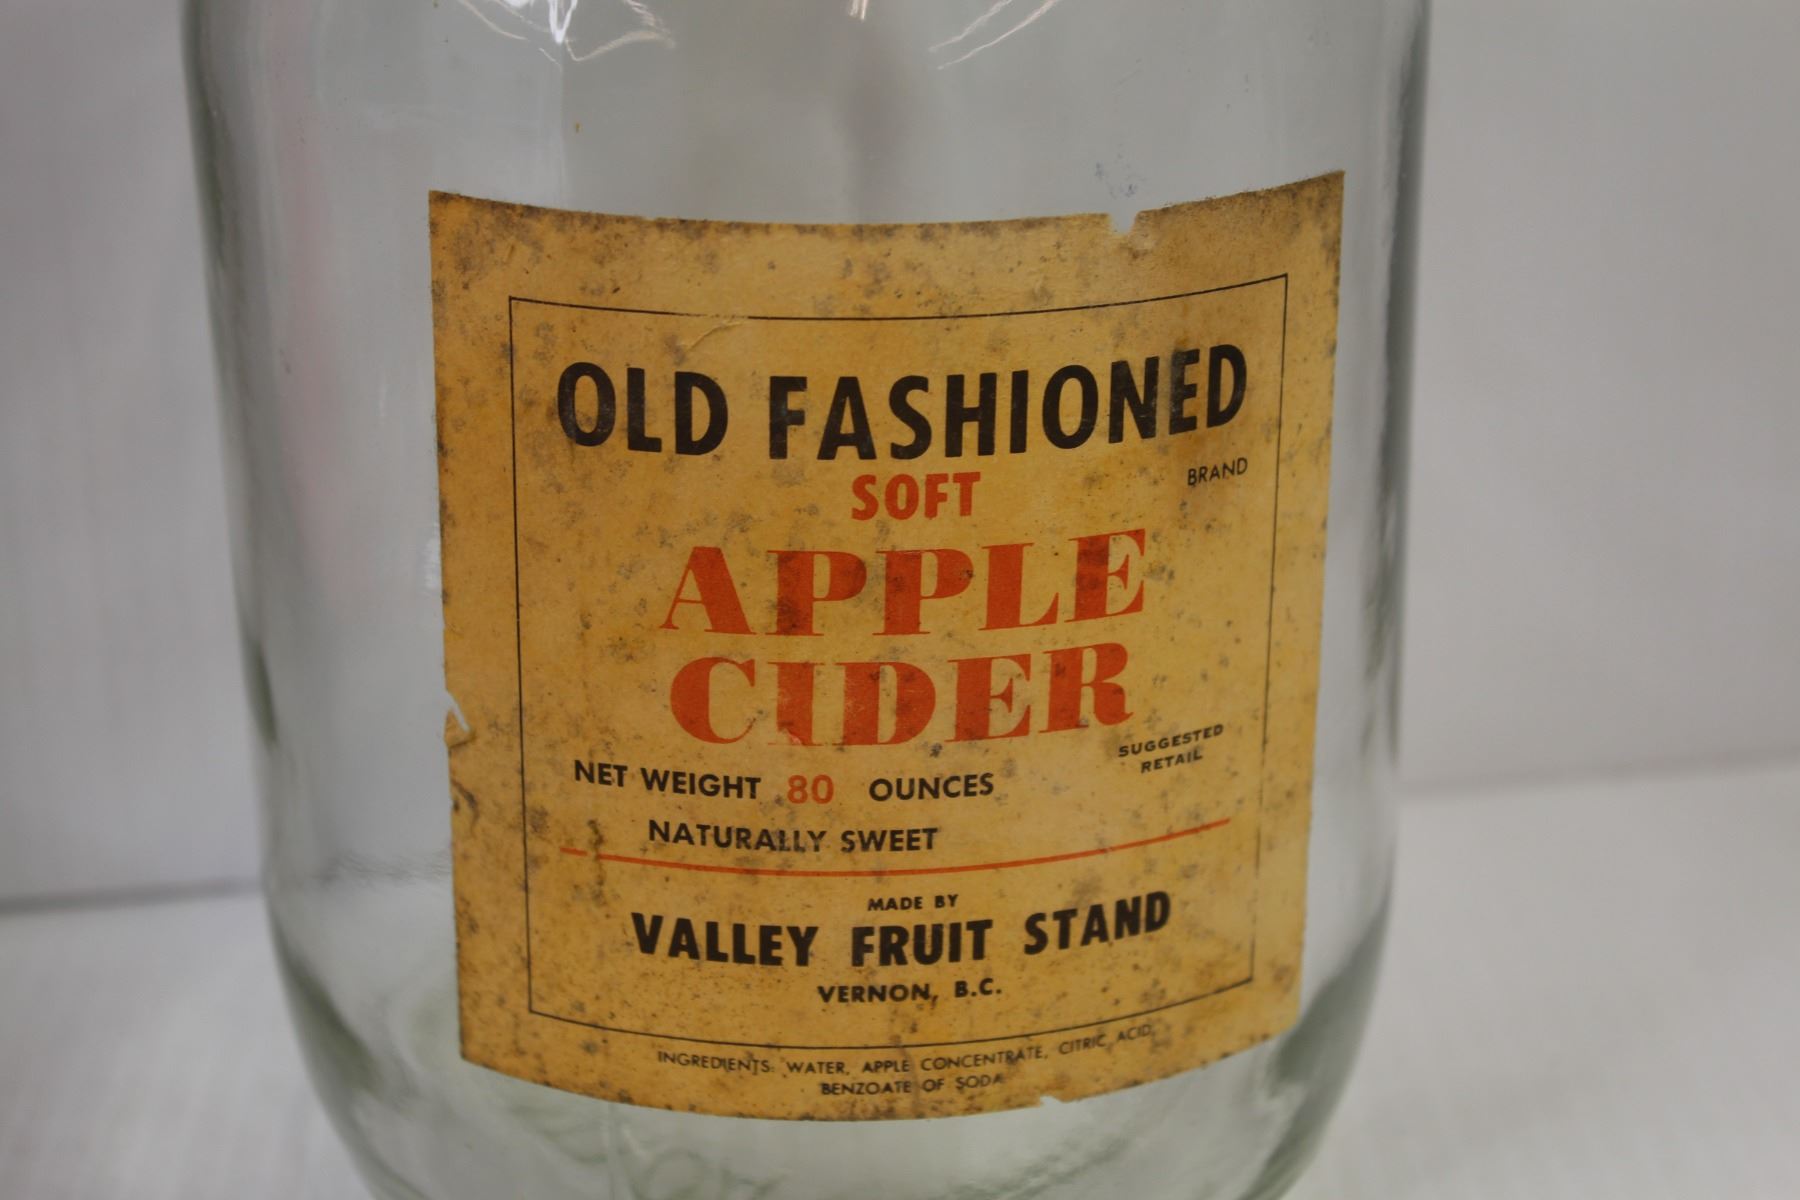 OLD FASHIONED
BRAND
SOFT
APPLE
CIDER
SUGGESTED
RETAIL
NET WEIGHT 80 OUNCES
NATURALLY SWEET
MADE BY
VALLEY FRUIT STAND
VERNON, B.C.
INGREDIENTS: WATER, APPLE CONCENTRATE, CITRIC ACID,
BENZOATE OF SODA